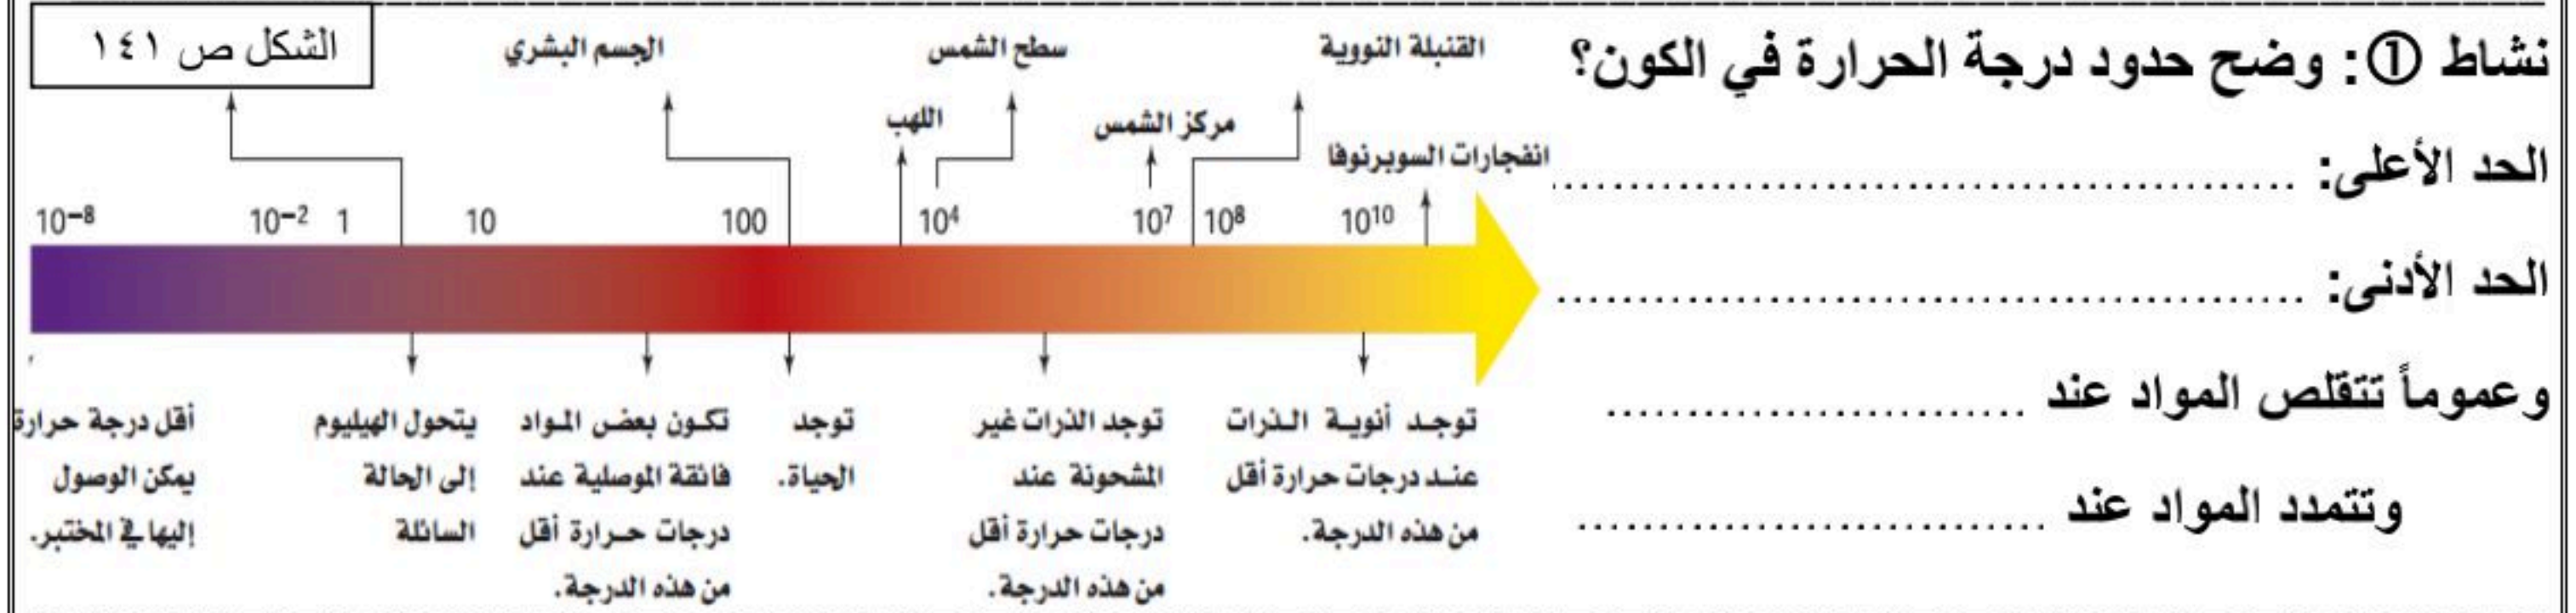 نشاط ①: وضح حدود درجة الحرارة في الكون؟
الحد الأعلى: ............................................
الحد الأدنى: ............................................
وعموماً تتقلص المواد عند ..........................
وتتمدد المواد عند .............................
الشكل ص ١٤١
الجسم البشري
سطح الشمس
القنبلة النووية
اللهب
مركز الشمس
انفجارات السوبرنوفا
10⁻⁸ 10⁻² 1 10 100 10⁴ 10⁷ 10⁸ 10¹⁰
أقل درجة حرارة
يمكن الوصول
إليها في المختبر.
يتحول الهيليوم
إلى الحالة
السائلة
تكون بعض المواد
فائقة الموصلية عند
درجات حرارة أقل
من هذه الدرجة.
توجد
الحياة.
توجد الذرات غير
المشحونة عند
درجات حرارة أقل
من هذه الدرجة.
توجد أنوية الذرات
عند درجات حرارة أقل
من هذه الدرجة.